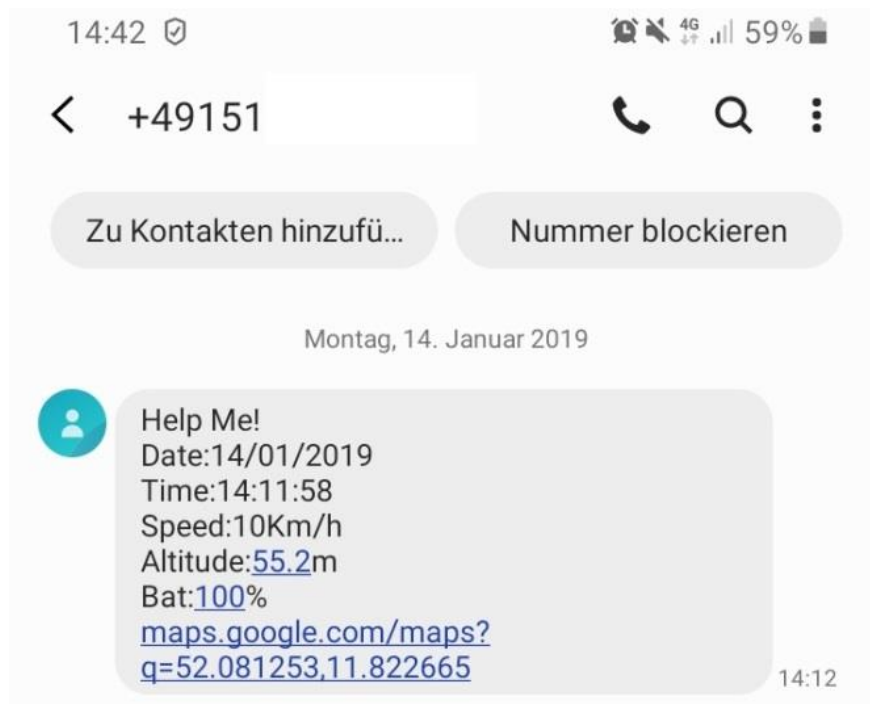 14:42 4G 59%
+49151
Zu Kontakten hinzufü... Nummer blockieren
Montag, 14. Januar 2019
Help Me!
Date:14/01/2019
Time:14:11:58
Speed:10Km/h
Altitude:55.2m
Bat:100%
maps.google.com/maps?
q=52.081253,11.822665
14:12